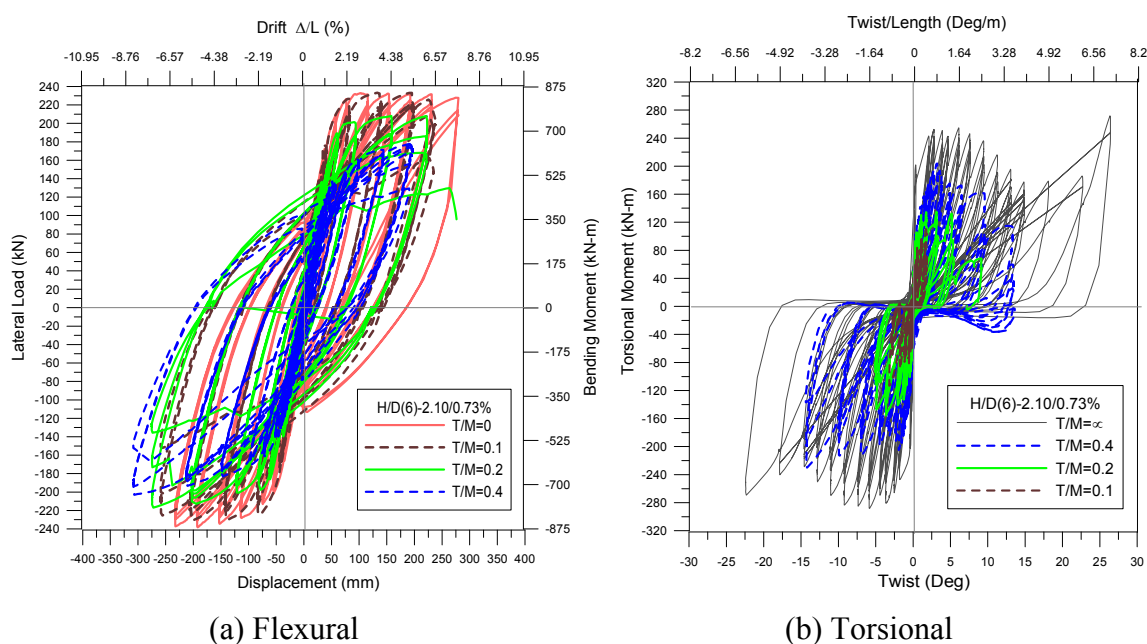 Drift Δ/L (%)
-10.95 -8.76 -6.57 -4.38 -2.19 0 2.19 4.38 6.57 8.76 10.95
240
220
200
180
160
140
120
100
80
60
40
20
0
-20
-40
-60
-80
-100
-120
-140
-160
-180
-200
-220
-240
Lateral Load (kN)
875
700
525
350
175
0
-175
-350
-525
-700
-875
Bending Moment (kN-m)
H/D(6)-2.10/0.73%
T/M=0
T/M=0.1
T/M=0.2
T/M=0.4
-400 -350 -300 -250 -200 -150 -100 -50 0 50 100 150 200 250 300 350 400
Displacement (mm)
(a) Flexural
Twist/Length (Deg/m)
-8.2 -6.56 -4.92 -3.28 -1.64 0 1.64 3.28 4.92 6.56 8.2
320
280
240
200
160
120
80
40
0
-40
-80
-120
-160
-200
-240
-280
-320
Torsional Moment (kN-m)
H/D(6)-2.10/0.73%
T/M=∝
T/M=0.4
T/M=0.2
T/M=0.1
-30 -25 -20 -15 -10 -5 0 5 10 15 20 25 30
Twist (Deg)
(b) Torsional